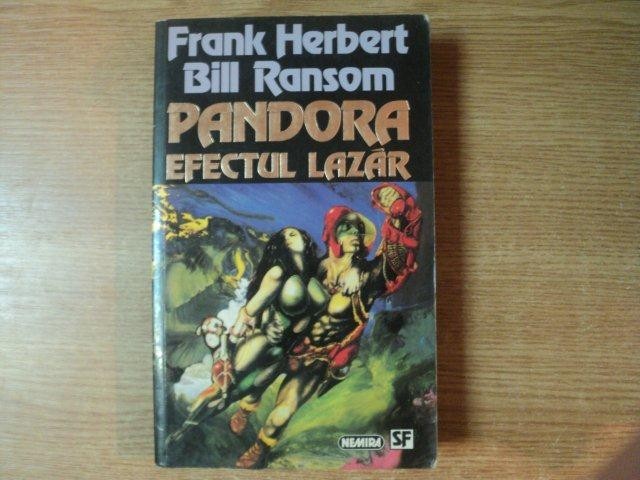 Frank Herbert
Bill Ransom
PANDORA
EFECTUL LAZĂR
NEMIRA SF